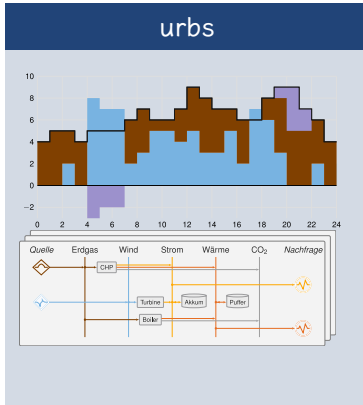 urbs
10
8
6
4
2
0
−2
0 2 4 6 8 10 12 14 16 18 20 22 24
Quelle Erdgas Wind Strom Wärme CO₂ Nachfrage
CHP
Turbine Akkum Puffer
Boiler